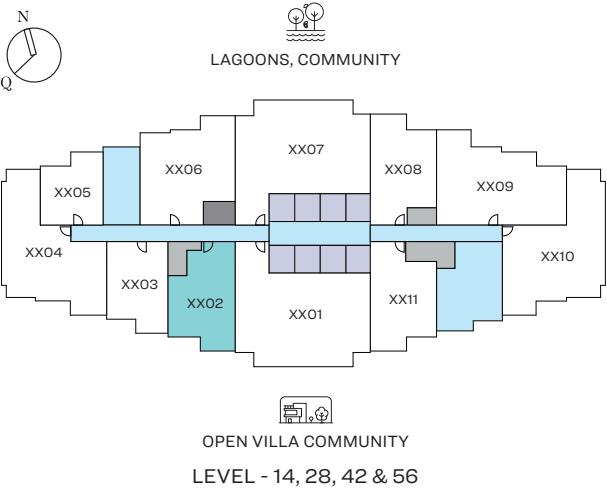 N
Q
LAGOONS, COMMUNITY
XX07
XX06
XX08
XX05
XX09
XX04
XX10
XX03
XX02
XX01
XX11
OPEN VILLA COMMUNITY
LEVEL - 14, 28, 42 & 56